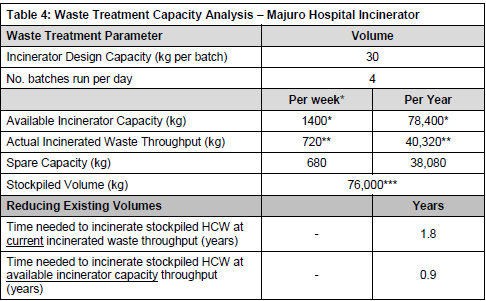 Table 4: Waste Treatment Capacity Analysis – Majuro Hospital Incinerator
Waste Treatment Parameter Volume
Incinerator Design Capacity (kg per batch) 30
No. batches run per day 4
Per week* Per Year
Available Incinerator Capacity (kg) 1400* 78,400*
Actual Incinerated Waste Throughput (kg) 720** 40,320**
Spare Capacity (kg) 680 38,080
Stockpiled Volume (kg) 76,000***
Reducing Existing Volumes Years
Time needed to incinerate stockpiled HCW at
current incinerated waste throughput (years) - 1.8
Time needed to incinerate stockpiled HCW at
available incinerator capacity throughput
(years) - 0.9